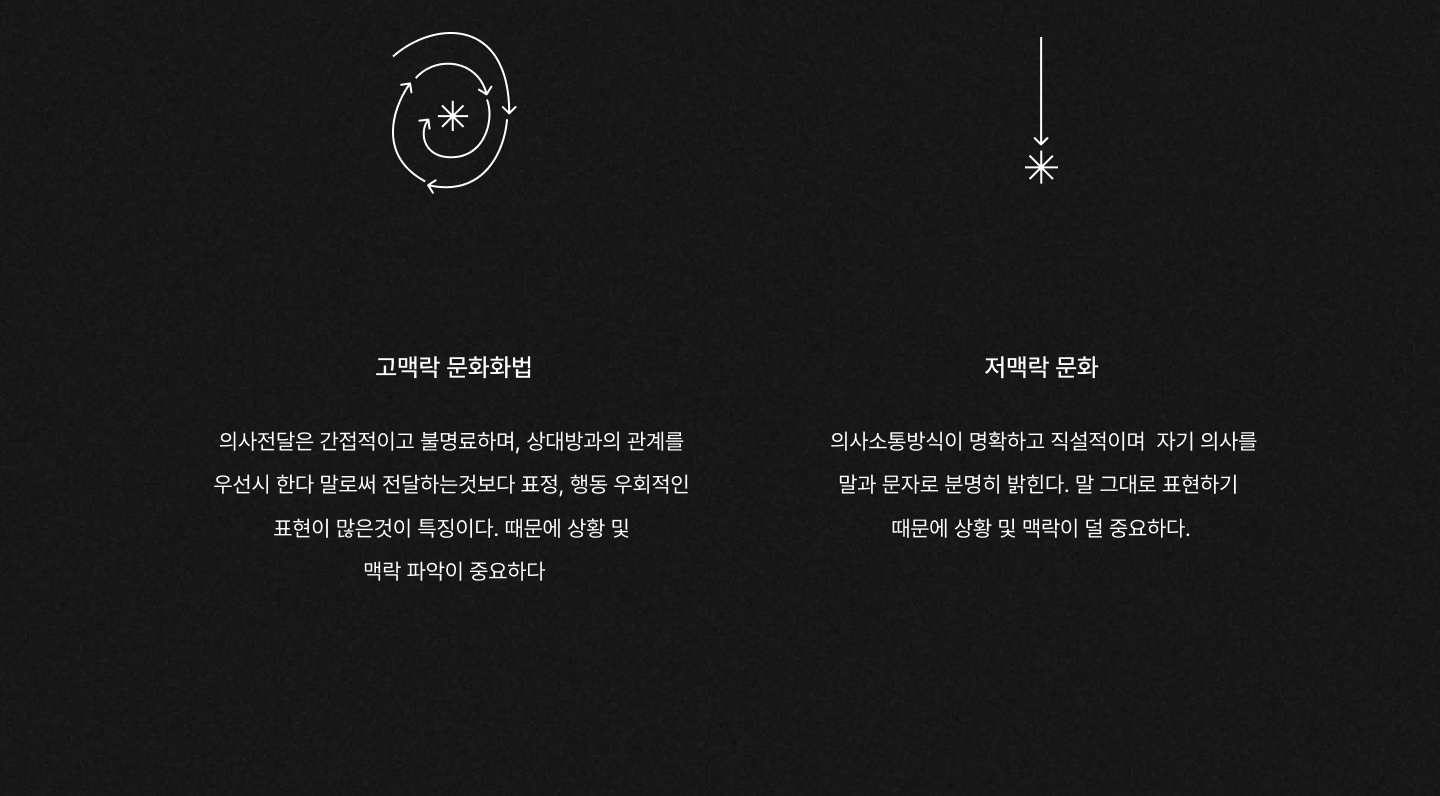 고맥락 문화화법
의사전달은 간접적이고 불명료하며, 상대방과의 관계를
우선시 한다 말로써 전달하는것보다 표정, 행동 우회적인
표현이 많은것이 특징이다. 때문에 상황 및
맥락 파악이 중요하다
저맥락 문화
의사소통방식이 명확하고 직설적이며  자기 의사를
말과 문자로 분명히 밝힌다. 말 그대로 표현하기
때문에 상황 및 맥락이 덜 중요하다.